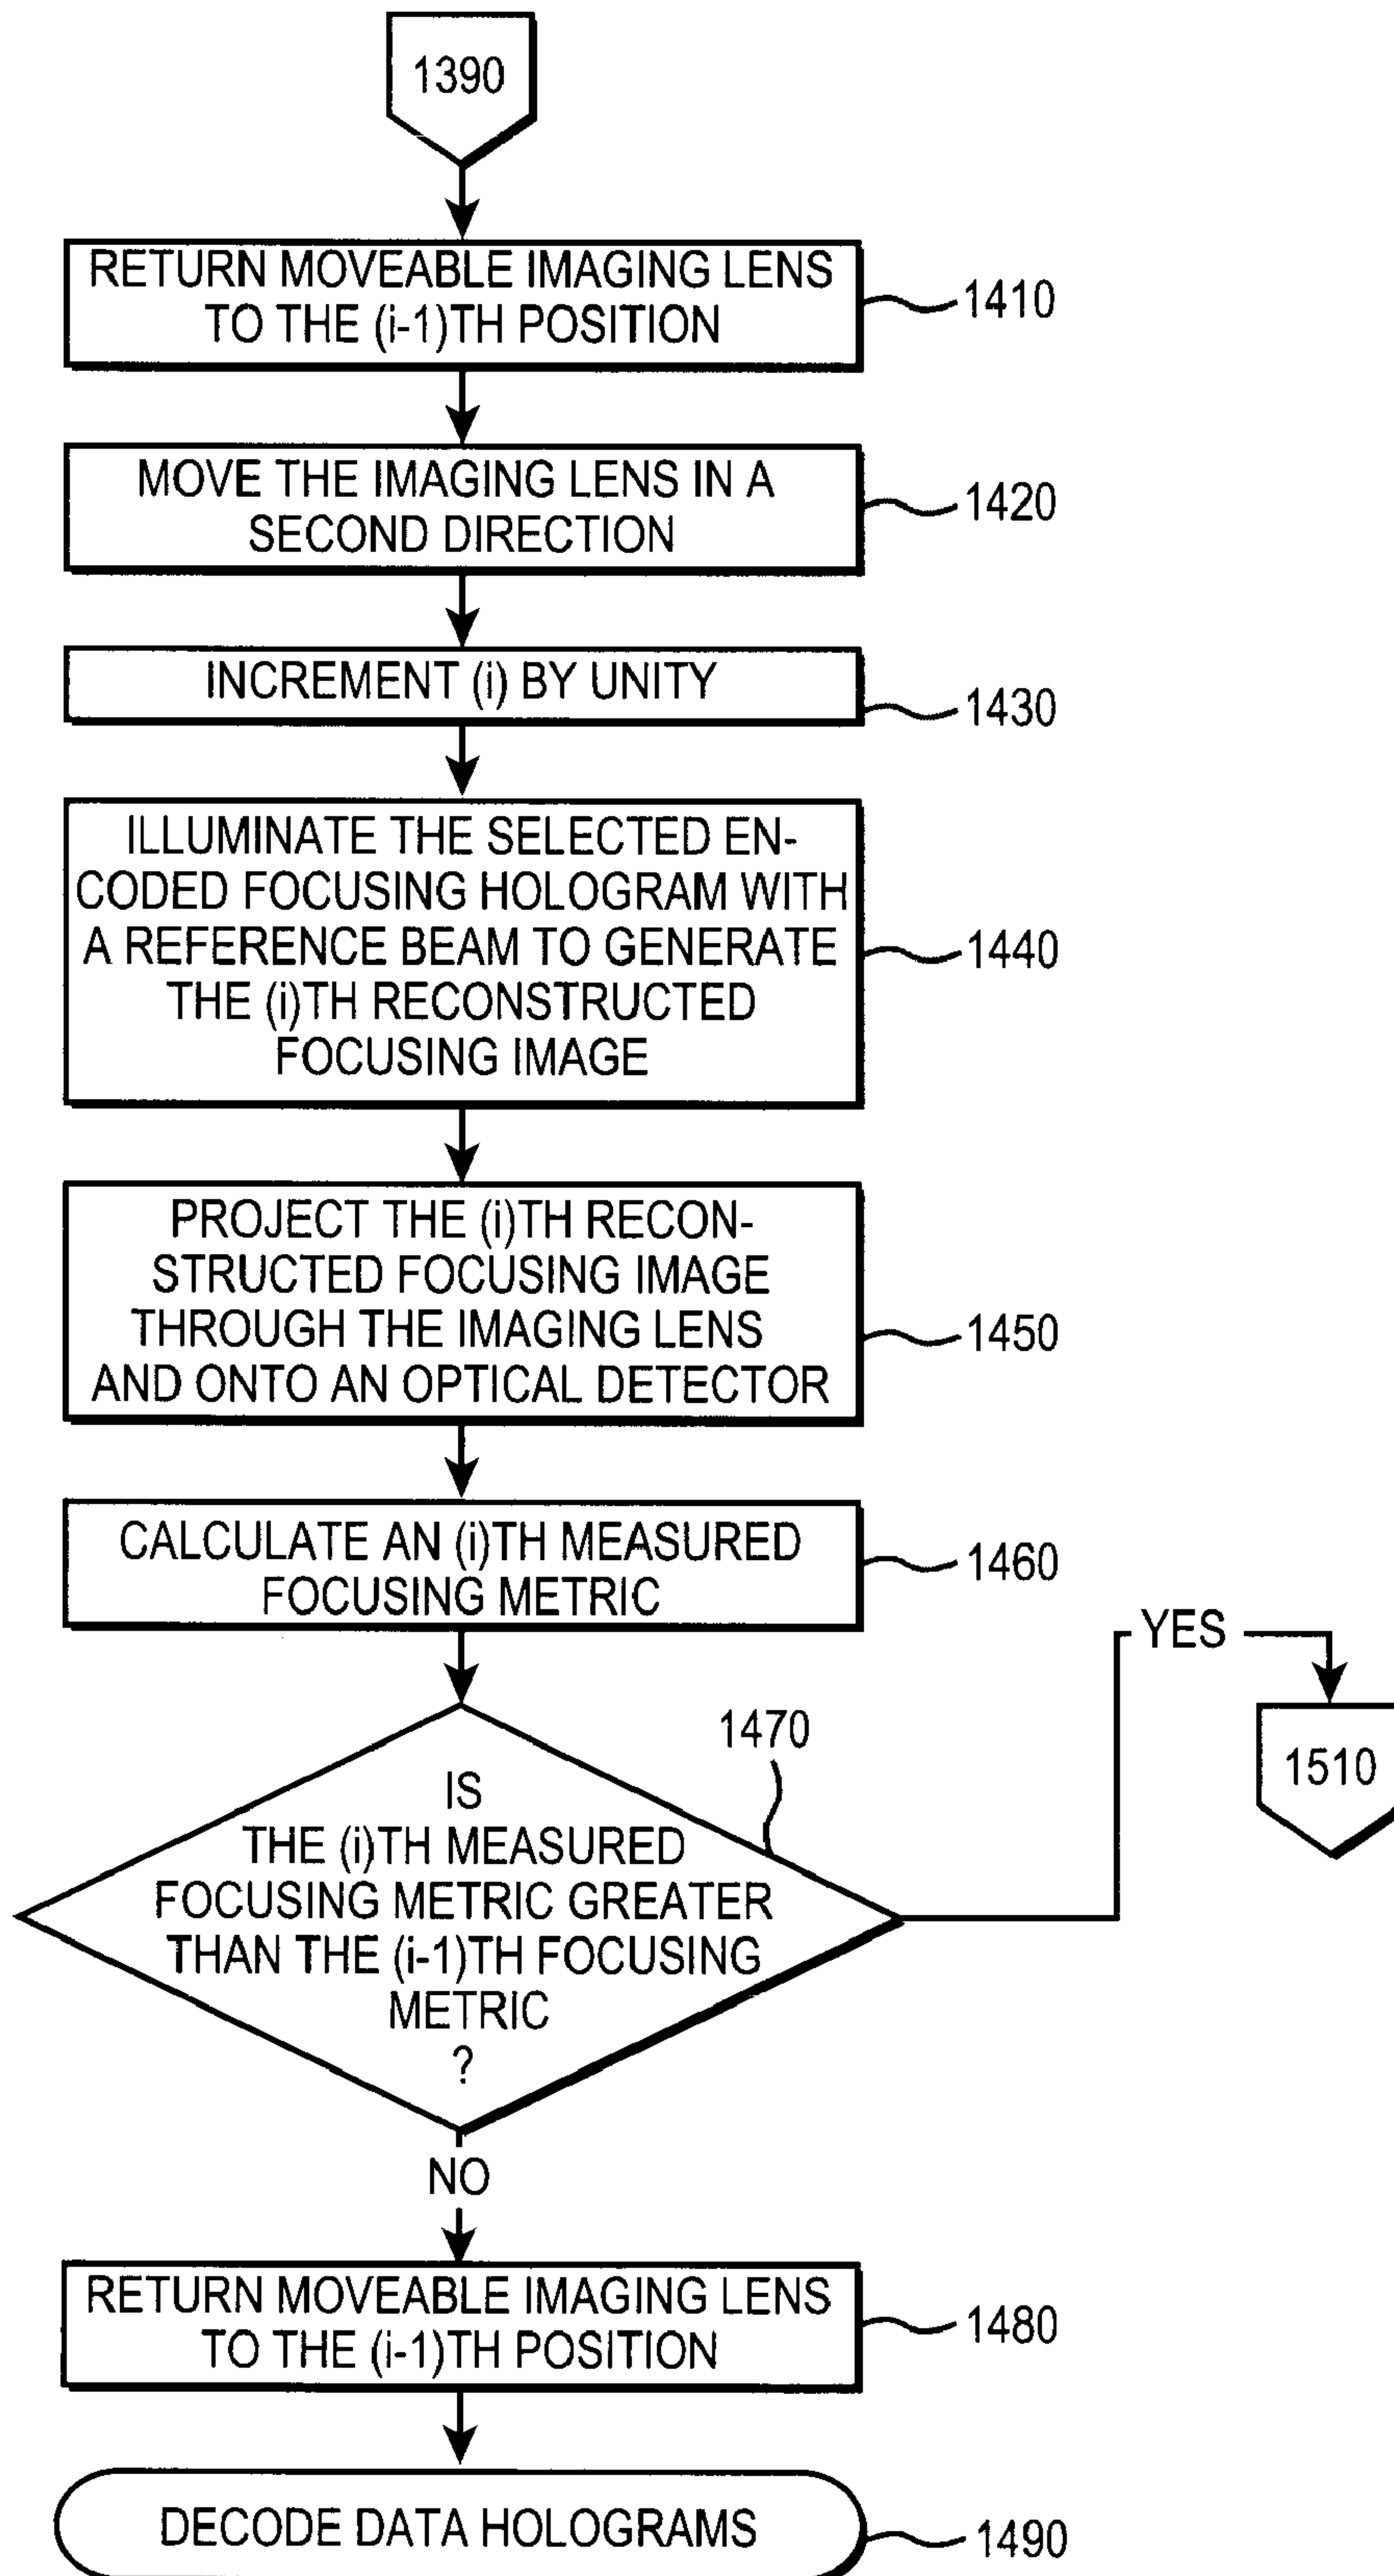 1390
RETURN MOVEABLE IMAGING LENS
TO THE (i-1)TH POSITION
1410
MOVE THE IMAGING LENS IN A
SECOND DIRECTION
1420
INCREMENT (i) BY UNITY
1430
ILLUMINATE THE SELECTED EN-
CODED FOCUSING HOLOGRAM WITH
A REFERENCE BEAM TO GENERATE
THE (i)TH RECONSTRUCTED
FOCUSING IMAGE
1440
PROJECT THE (i)TH RECON-
STRUCTED FOCUSING IMAGE
THROUGH THE IMAGING LENS
AND ONTO AN OPTICAL DETECTOR
1450
CALCULATE AN (i)TH MEASURED
FOCUSING METRIC
1460
YES
1510
1470
IS
THE (i)TH MEASURED
FOCUSING METRIC GREATER
THAN THE (i-1)TH FOCUSING
METRIC
?
NO
RETURN MOVEABLE IMAGING LENS
TO THE (i-1)TH POSITION
1480
DECODE DATA HOLOGRAMS
1490